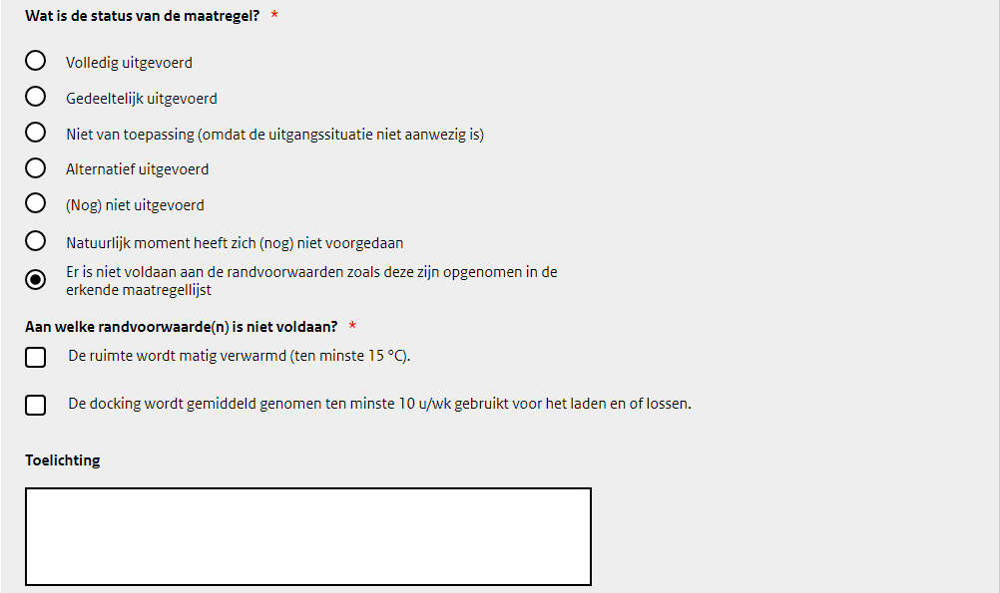 Wat is de status van de maatregel? *
Volledig uitgevoerd
Gedeeltelijk uitgevoerd
Niet van toepassing (omdat de uitgangssituatie niet aanwezig is)
Alternatief uitgevoerd
(Nog) niet uitgevoerd
Natuurlijk moment heeft zich (nog) niet voorgedaan
Er is niet voldaan aan de randvoorwaarden zoals deze zijn opgenomen in de
erkende maatregellijst
Aan welke randvoorwaarde(n) is niet voldaan? *
De ruimte wordt matig verwarmd (ten minste 15 °C).
De docking wordt gemiddeld genomen ten minste 10 u/wk gebruikt voor het laden en of lossen.
Toelichting